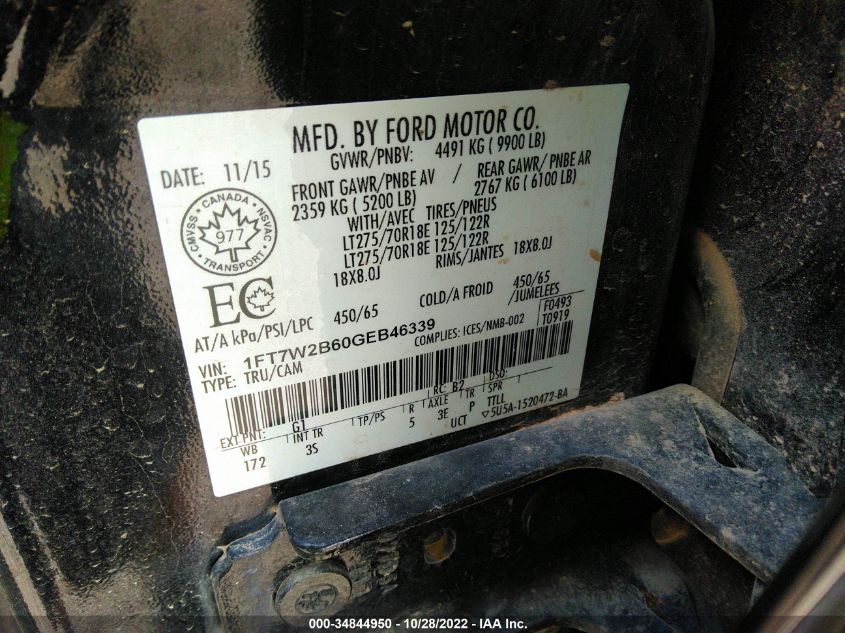 MFD. BY FORD MOTOR CO.
DATE: 11/15
GVWR/PNBV: 4491 KG ( 9900 LB)
FRONT GAWR/PNBE AV / REAR GAWR/ PNBE AR
2359 KG ( 5200 LB) 2767 KG ( 6100 LB)
WITH/AVEC TIRES/PNEUS
LT275/70R18E 125/122R
LT275/70R18E 125/122R
RIMS/JANTES 18X8.0J
18X8.0J
CMVSS · CANADA · NSVAC
977
TRANSPORT
EC
AT/A kPa/PSI/LPC 450/65 COLD/A FROID 450/65
/JUMELEES
VIN: 1FT7W2B60GEB46339
COMPLIES: ICES/NMB-002
F0493
T0919
TYPE: TRU/CAM
EXT PNT: G1 RC B2 DSO:
WB INT TR TP/PS R AXLE TR SPR
172 3S 5 3E P TTLL
UCT ▽5U5A-1520472-BA
000-34844950 - 10/28/2022 - IAA Inc.